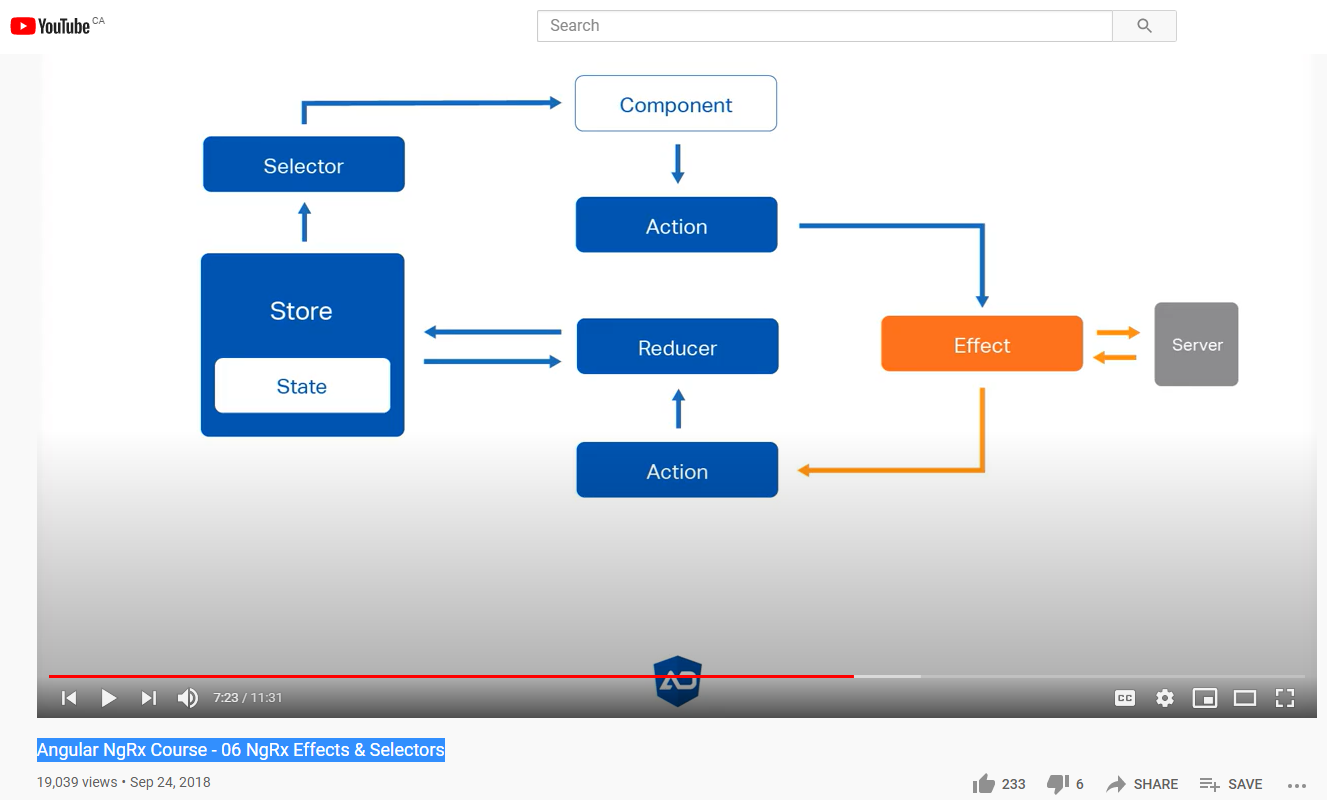 YouTube CA
Search
Component
Selector
Action
Store
Reducer
Effect
Server
State
Action
AD
7:23 / 11:31
CC
Angular NgRx Course - 06 NgRx Effects & Selectors
19,039 views • Sep 24, 2018
233
6
SHARE
SAVE